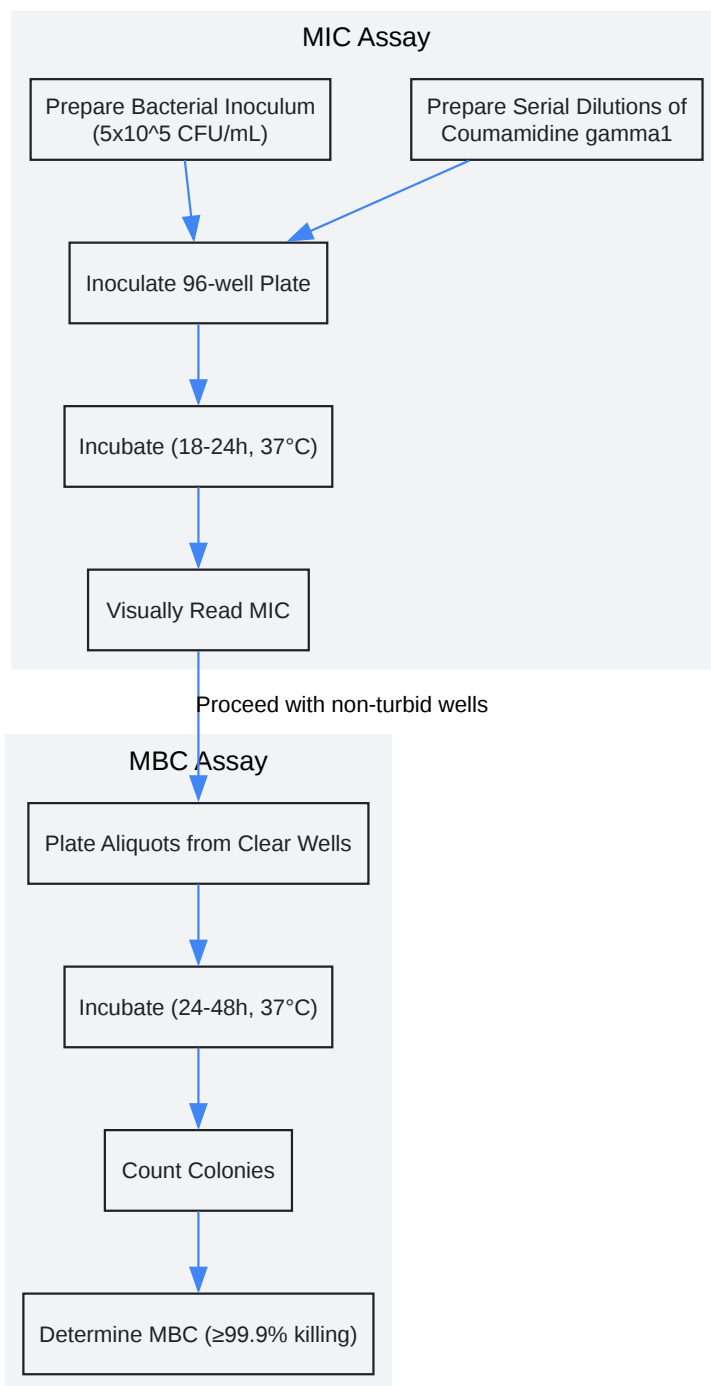 MIC Assay
Prepare Bacterial Inoculum
(5x10^5 CFU/mL)
Prepare Serial Dilutions of
Coumamidine gamma1
Inoculate 96-well Plate
Incubate (18-24h, 37°C)
Visually Read MIC
Proceed with non-turbid wells
MBC Assay
Plate Aliquots from Clear Wells
Incubate (24-48h, 37°C)
Count Colonies
Determine MBC (≥99.9% killing)